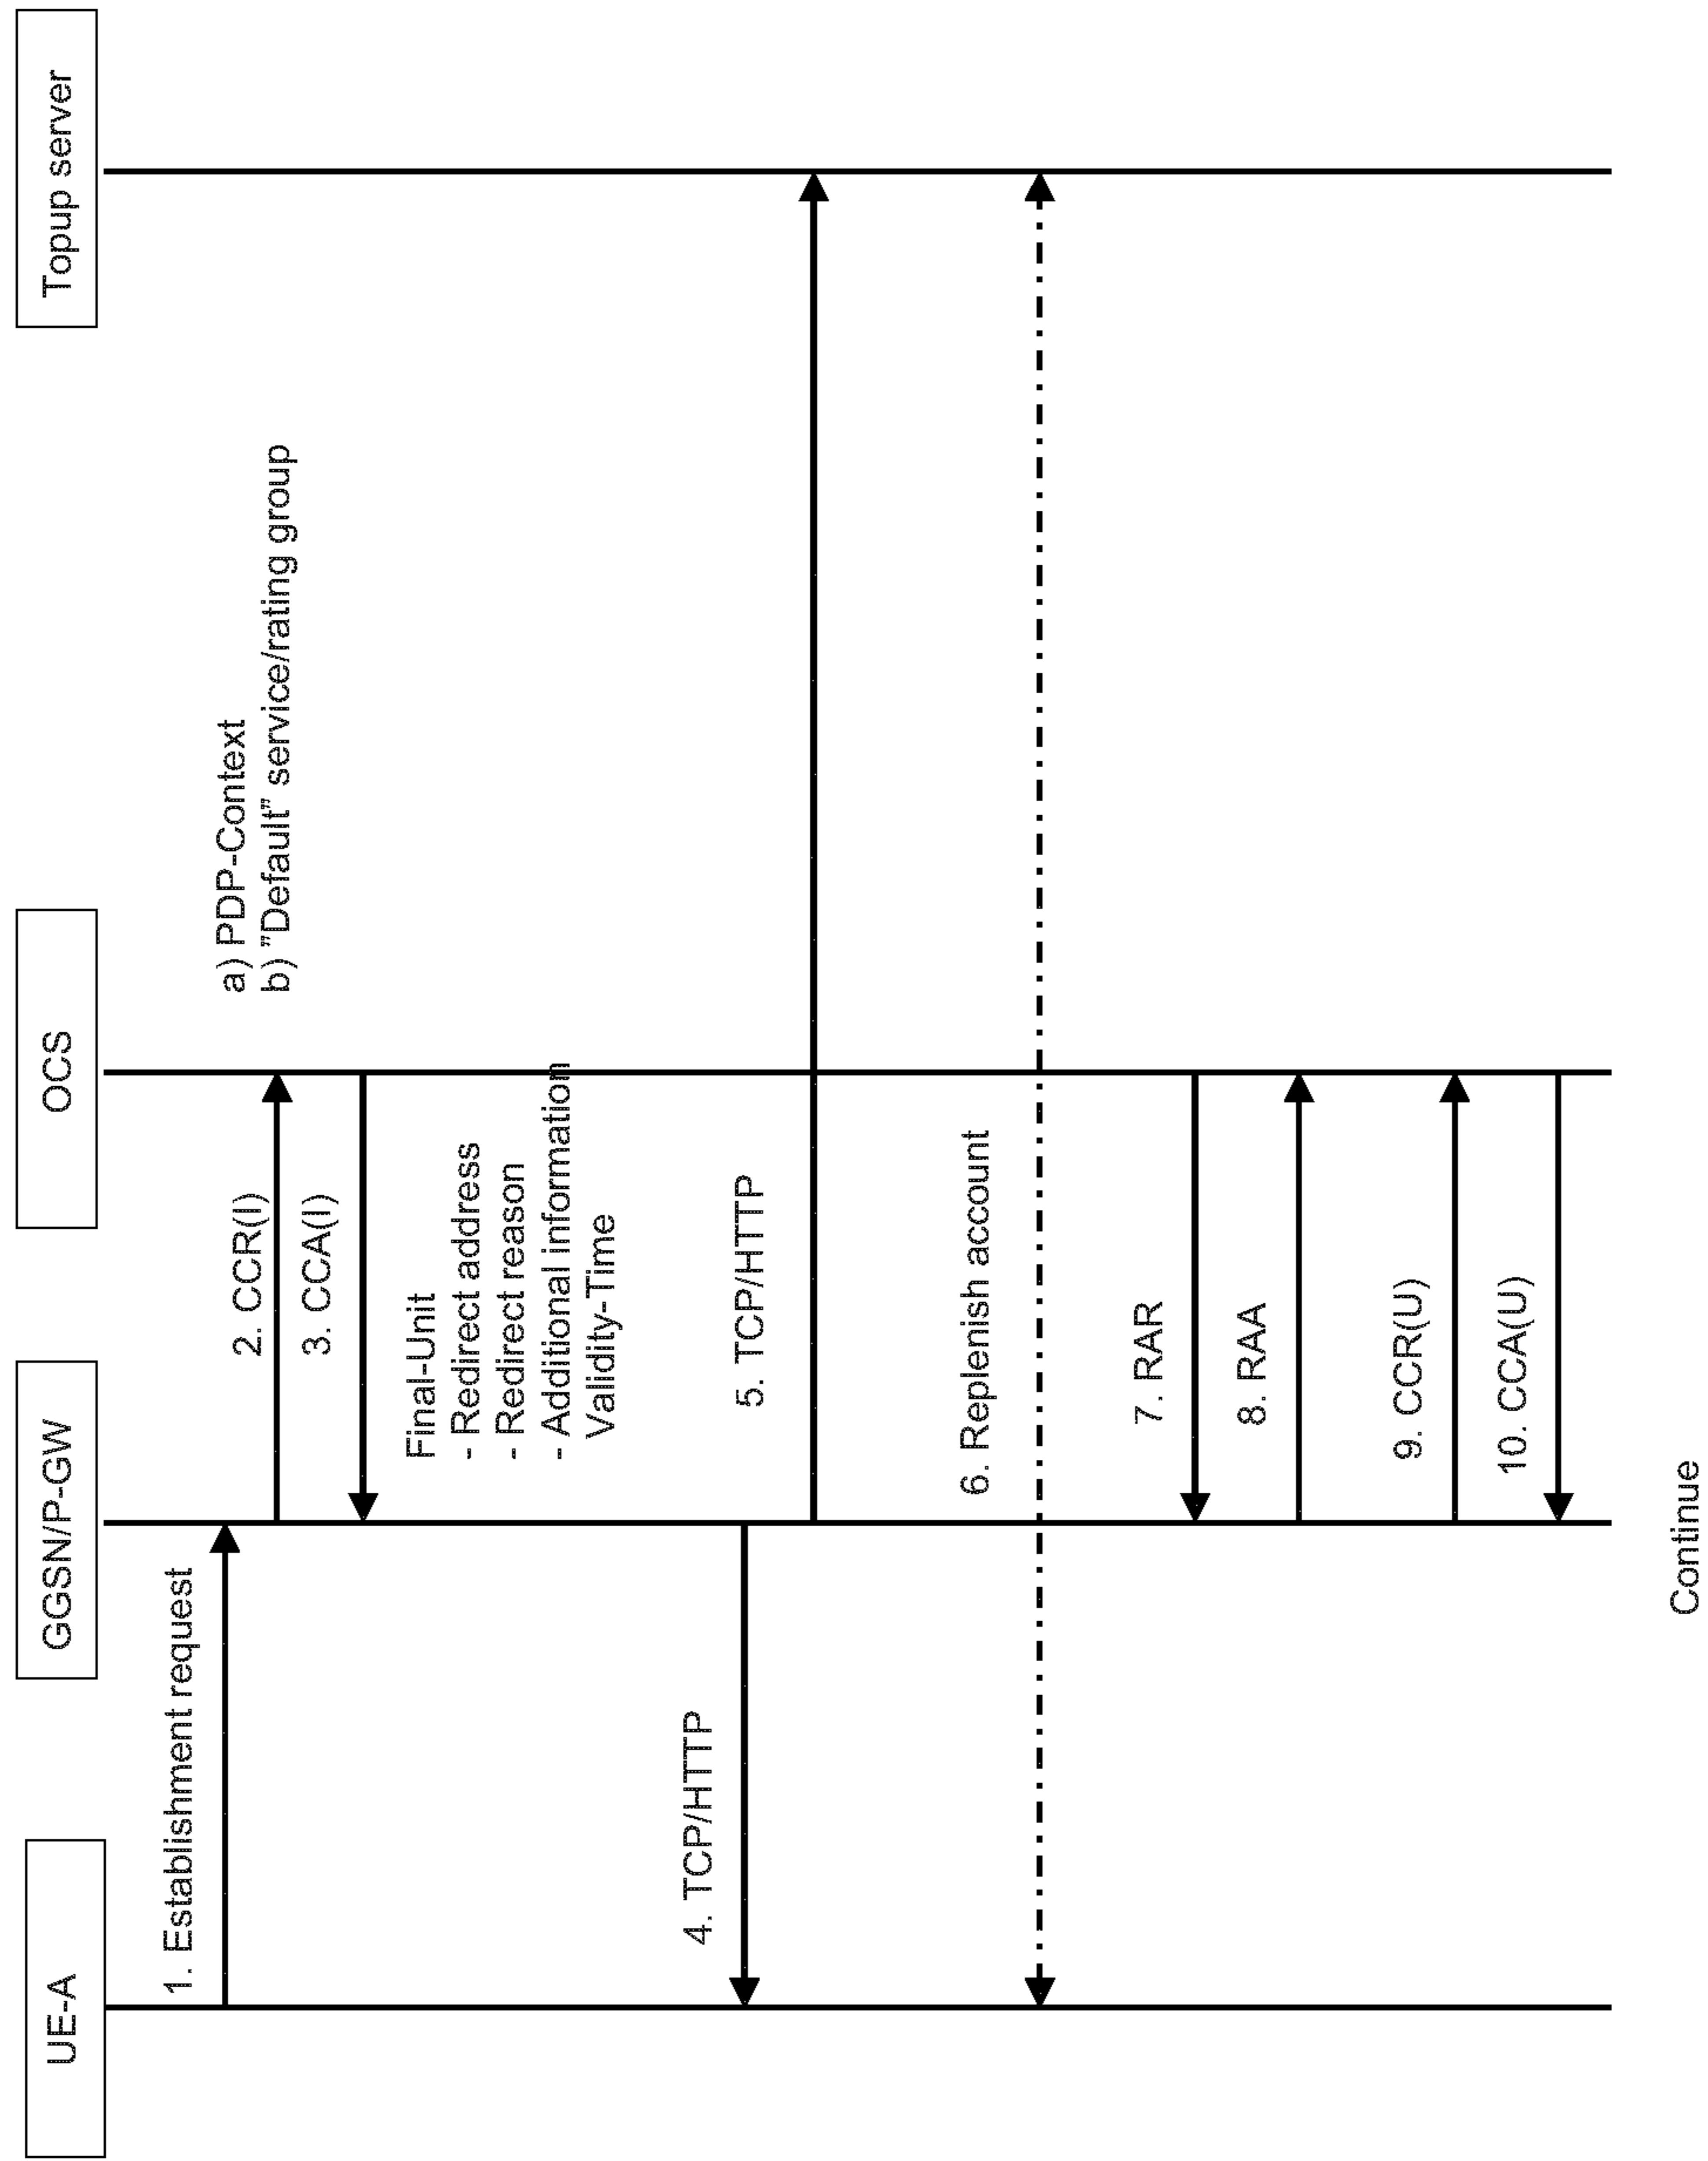 UE-A
GGSN/P-GW
OCS
Topup server
1. Establishment request
2. CCR(I)
a) PDP-Context
b) ”Default” service/rating group
3. CCA(I)
Final-Unit
- Redirect address
- Redirect reason
- Additional information
Validity-Time
4. TCP/HTTP
5. TCP/HTTP
6. Replenish account
7. RAR
8. RAA
9. CCR(U)
10. CCA(U)
Continue